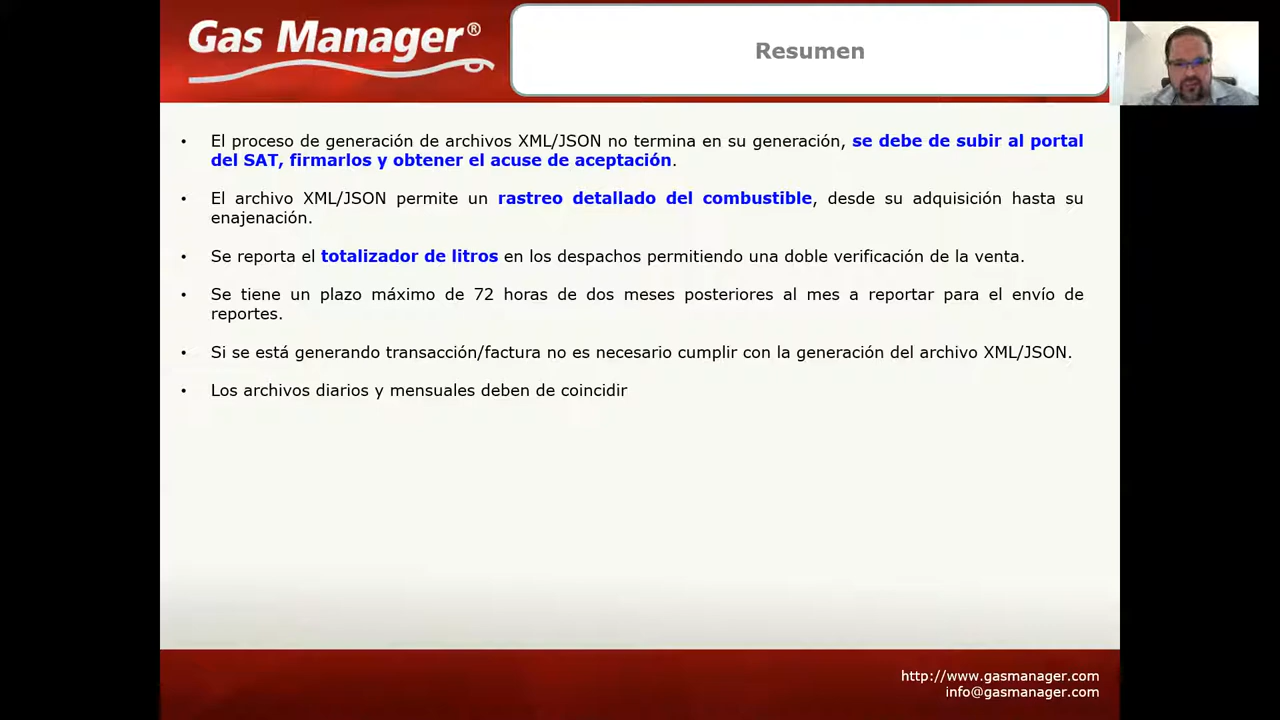 Gas Manager®
Resumen
• El proceso de generación de archivos XML/JSON no termina en su generación, se debe de subir al portal
del SAT, firmarlos y obtener el acuse de aceptación.
• El archivo XML/JSON permite un rastreo detallado del combustible, desde su adquisición hasta su
enajenación.
• Se reporta el totalizador de litros en los despachos permitiendo una doble verificación de la venta.
• Se tiene un plazo máximo de 72 horas de dos meses posteriores al mes a reportar para el envío de
reportes.
• Si se está generando transacción/factura no es necesario cumplir con la generación del archivo XML/JSON.
• Los archivos diarios y mensuales deben de coincidir
http://www.gasmanager.com
info@gasmanager.com